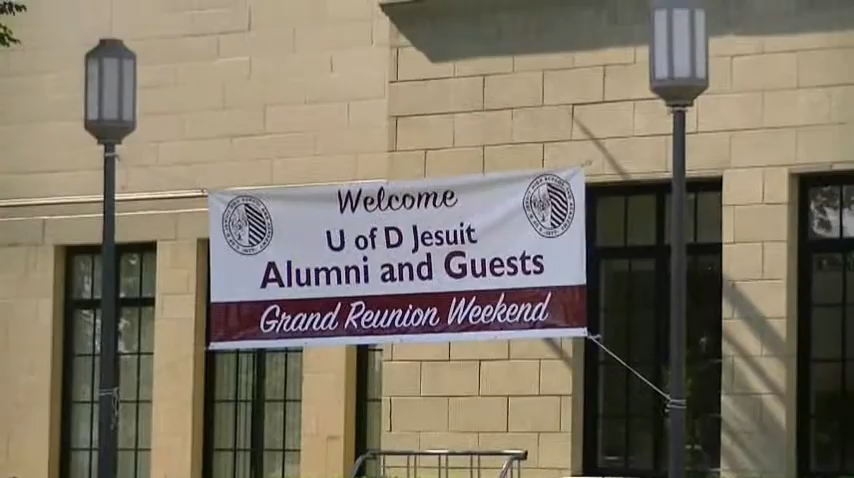 Welcome
U of D Jesuit
Alumni and Guests
Grand Reunion Weekend